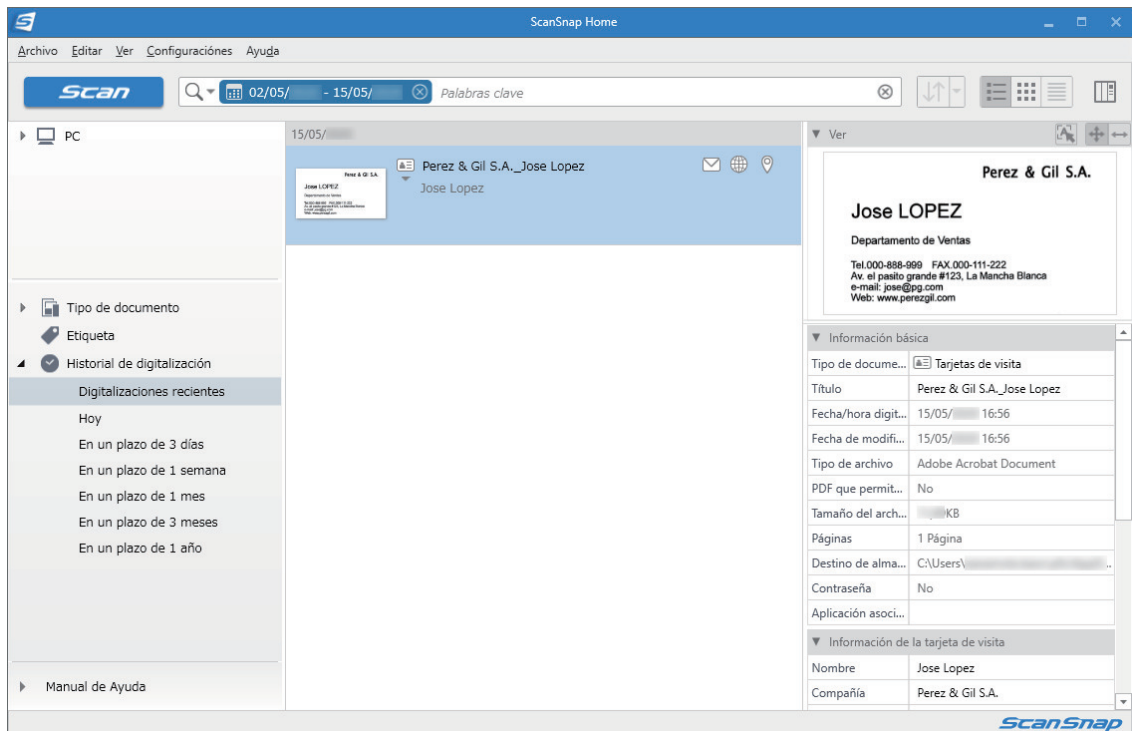 ScanSnap Home
Archivo Editar Ver Configuraciónes Ayuda
Scan 02/05/ - 15/05/ Palabras clave
PC
Tipo de documento
Etiqueta
Historial de digitalización
Digitalizaciones recientes
Hoy
En un plazo de 3 días
En un plazo de 1 semana
En un plazo de 1 mes
En un plazo de 3 meses
En un plazo de 1 año
Manual de Ayuda
15/05/
Perez & Gil S.A.
Jose LOPEZ
Departamento de Ventas
Perez & Gil S.A._Jose Lopez
Jose Lopez
Ver
Perez & Gil S.A.
Jose LOPEZ
Departamento de Ventas
Tel.000-888-999 FAX.000-111-222
Av. el pasito grande #123, La Mancha Blanca
e-mail: jose@pg.com
Web: www.perezgil.com
Información básica
Tipo de docume... Tarjetas de visita
Título Perez & Gil S.A._Jose Lopez
Fecha/hora digit... 15/05/ 16:56
Fecha de modifi... 15/05/ 16:56
Tipo de archivo Adobe Acrobat Document
PDF que permit... No
Tamaño del arch... KB
Páginas 1 Página
Destino de alma... C:\Users\ ..
Contraseña No
Aplicación asoci...
Información de la tarjeta de visita
Nombre Jose Lopez
Compañía Perez & Gil S.A.
ScanSnap